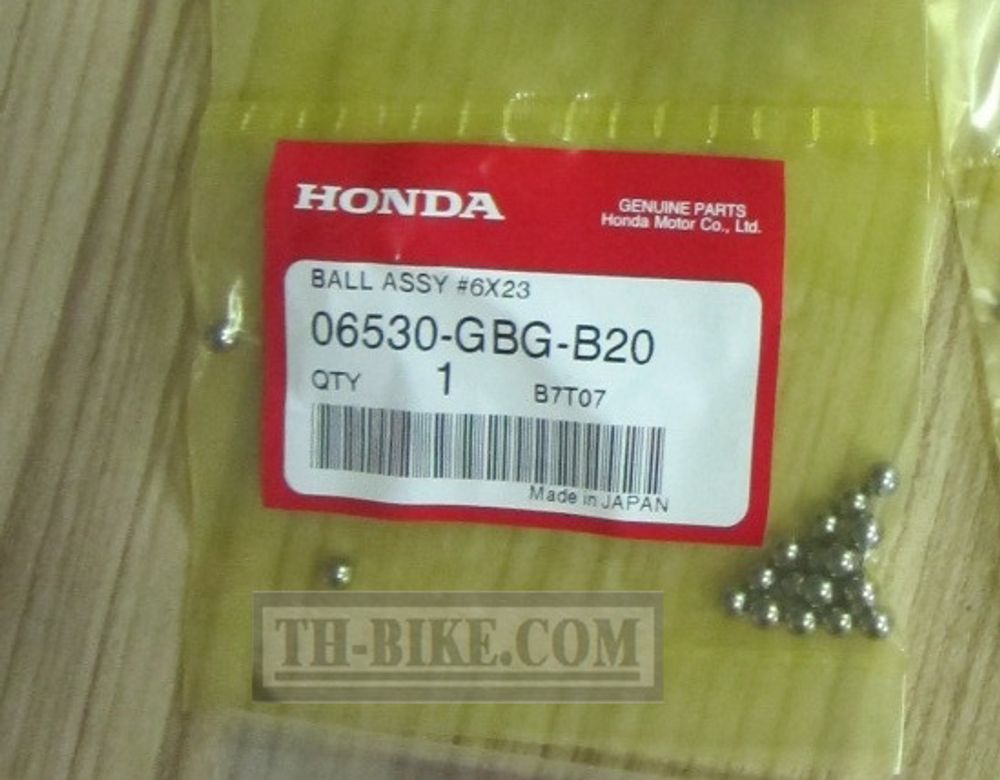 HONDA
GENUINE PARTS
Honda Motor Co., Ltd.
BALL ASSY #6X23
06530-GBG-B20
QTY 1 B7T07
Made in JAPAN
TH-BIKE.COM